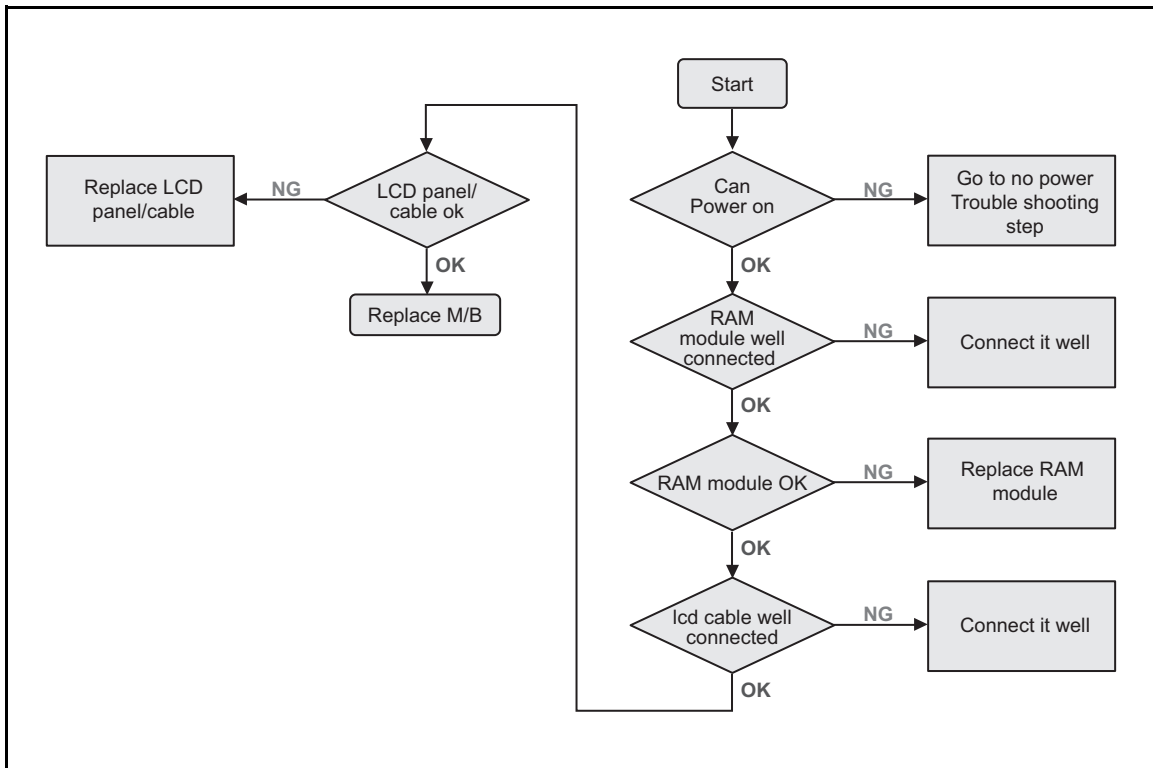 Start
Can
Power on
NG
Go to no power
Trouble shooting
step
OK
RAM
module well
connected
NG
Connect it well
OK
RAM module OK
NG
Replace RAM
module
OK
lcd cable well
connected
NG
Connect it well
OK
LCD panel/
cable ok
NG
Replace LCD
panel/cable
OK
Replace M/B